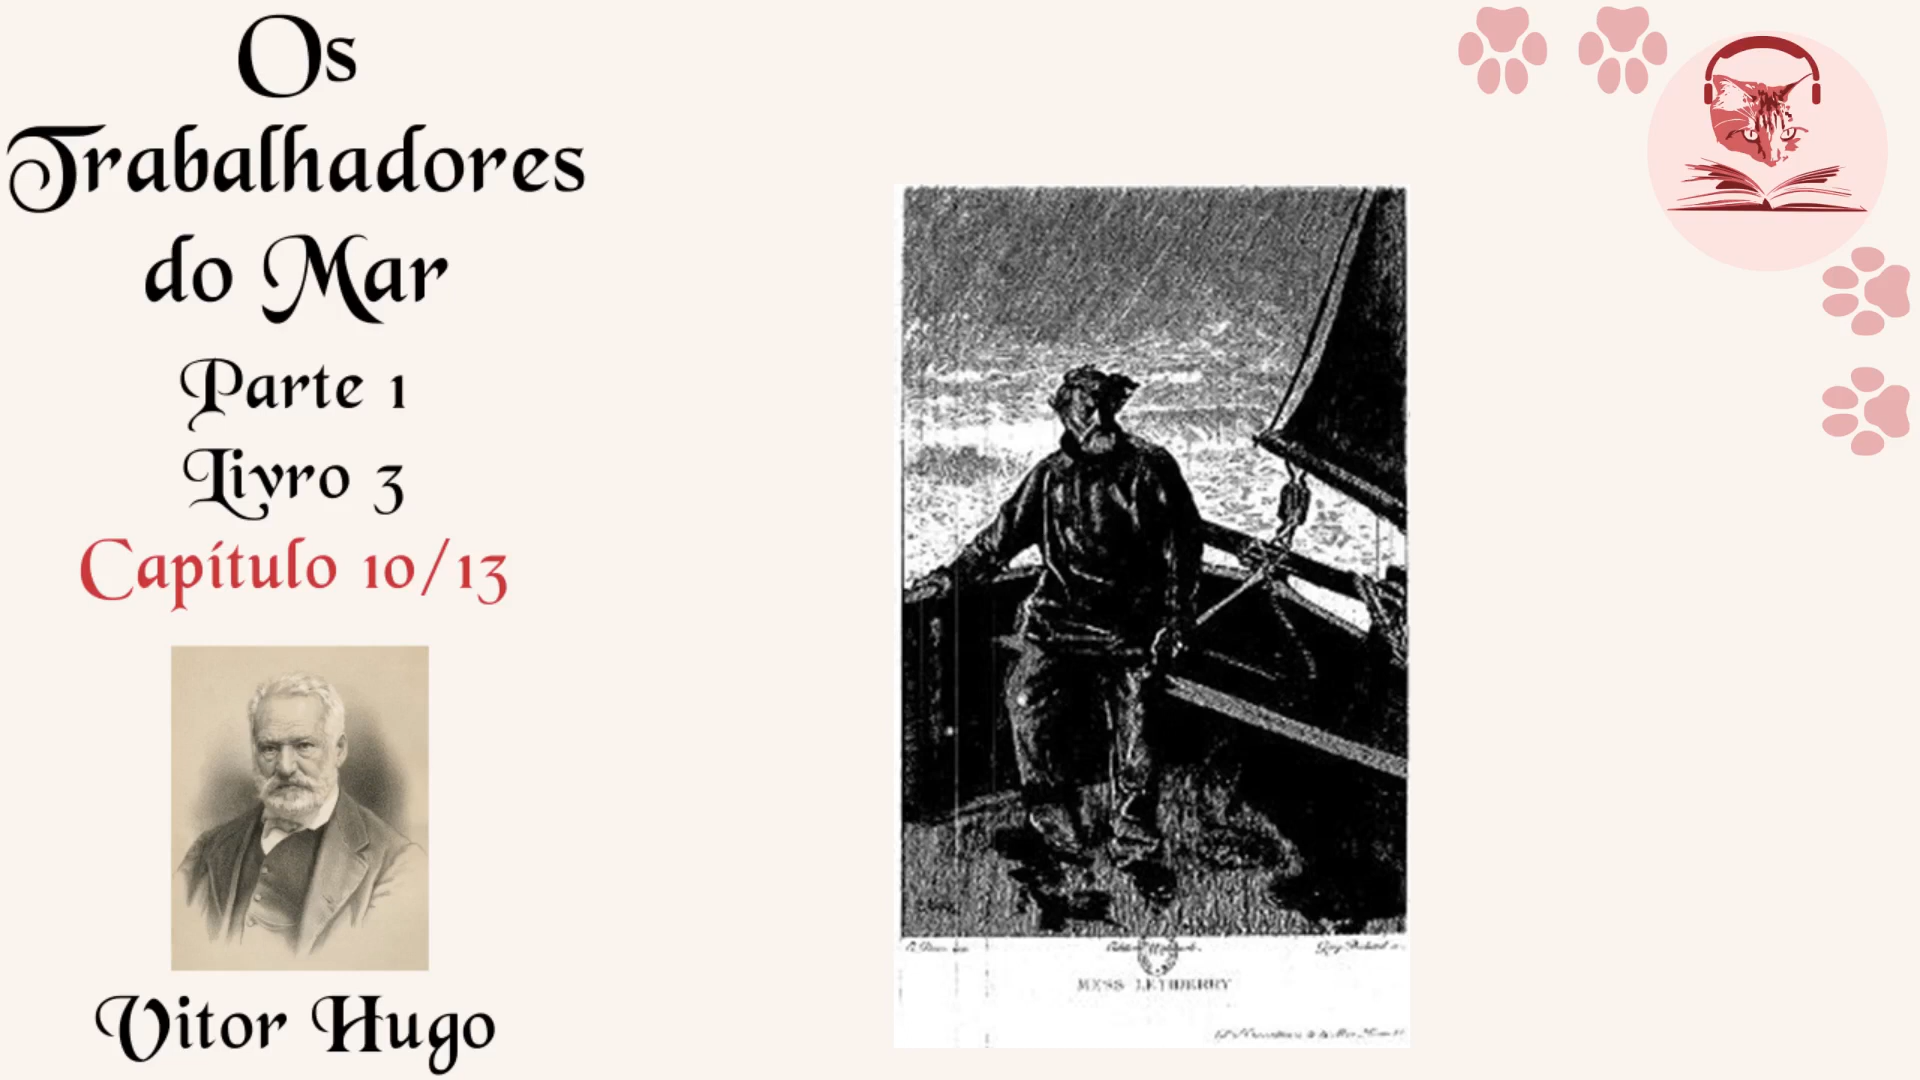 Os
Trabalhadores
do Mar
Parte 1
Livro 3
Capítulo 10/13
Vitor Hugo
MESS LETHIERRY